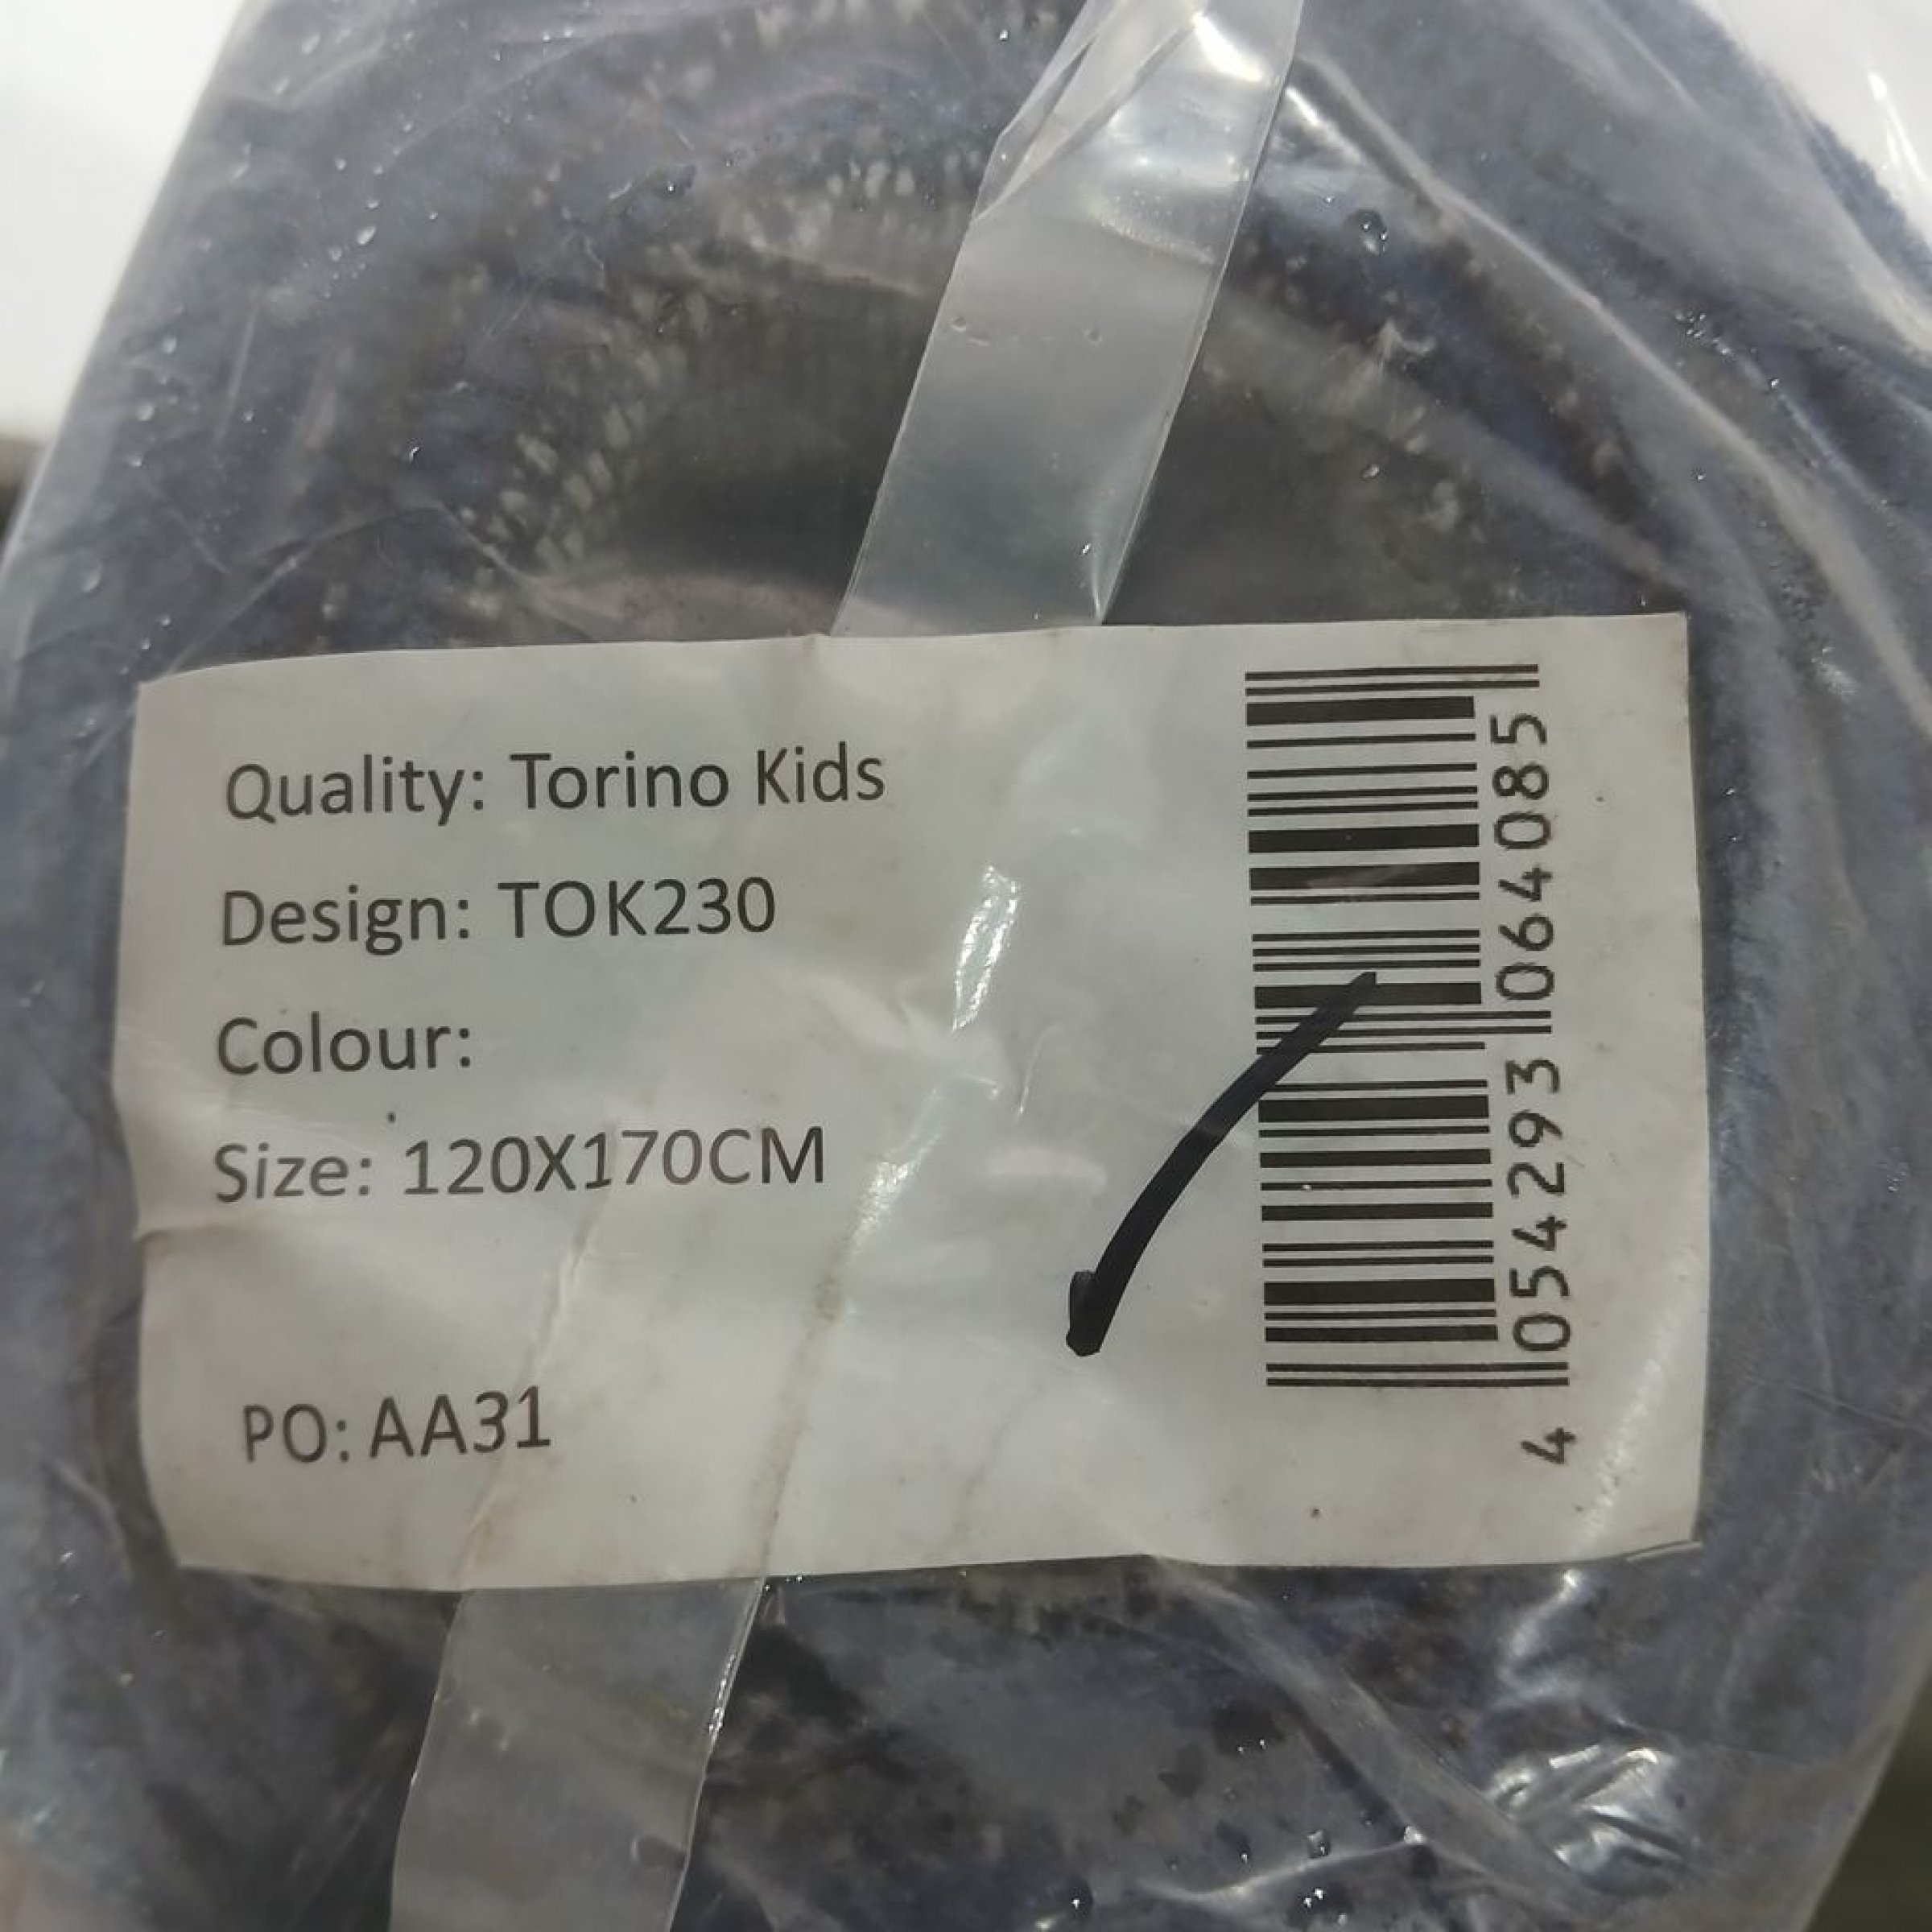 Quality: Torino Kids
Design: TOK230
Colour:
Size: 120X170CM
PO: AA31
4 054293 064085